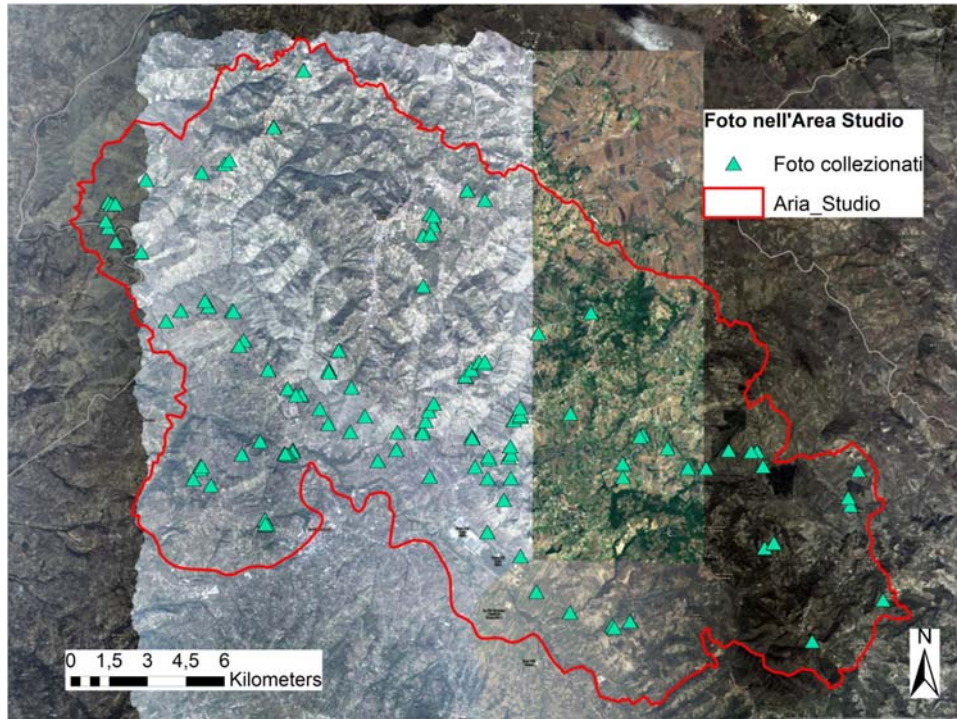 Foto nell'Area Studio
Foto collezionati
Aria_Studio
N
0 1,5 3 4,5 6
Kilometers